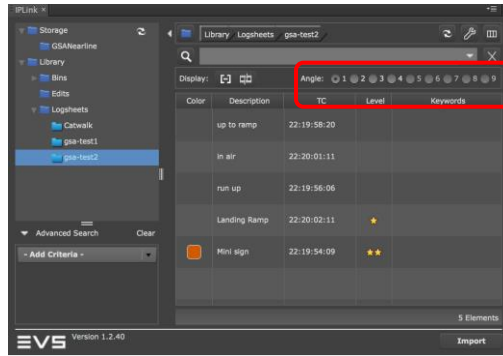 IPLink ×
Storage
GSANearline
Library
Bins
Edits
Logsheets
Catwalk
gsa-test1
gsa-test2
Advanced Search Clear
- Add Criteria -
EVS Version 1.2.40
Library Logsheets gsa-test2
Display: Angle: 1 2 3 4 5 6 7 8 9
Color Description TC Level Keywords
up to ramp 22:19:58:20
in air 22:20:01:11
run up 22:19:56:06
Landing Ramp 22:20:02:11
Mini sign 22:19:54:09
5 Elements
Import